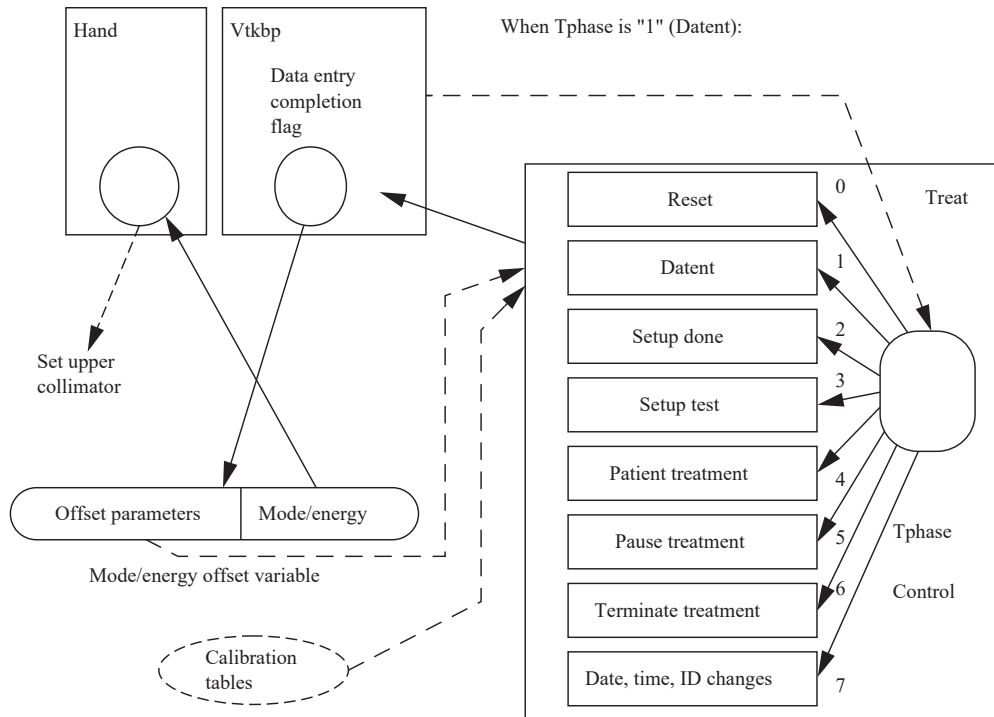 Hand
Vtkbp
When Tphase is "1" (Datent):
Data entry
completion
flag
Set upper
collimator
Offset parameters
Mode/energy
Mode/energy offset variable
Calibration
tables
Treat
Reset
0
Datent
1
Setup done
2
Setup test
3
Patient treatment
4
Pause treatment
5
Tphase
Terminate treatment
6
Control
Date, time, ID changes
7